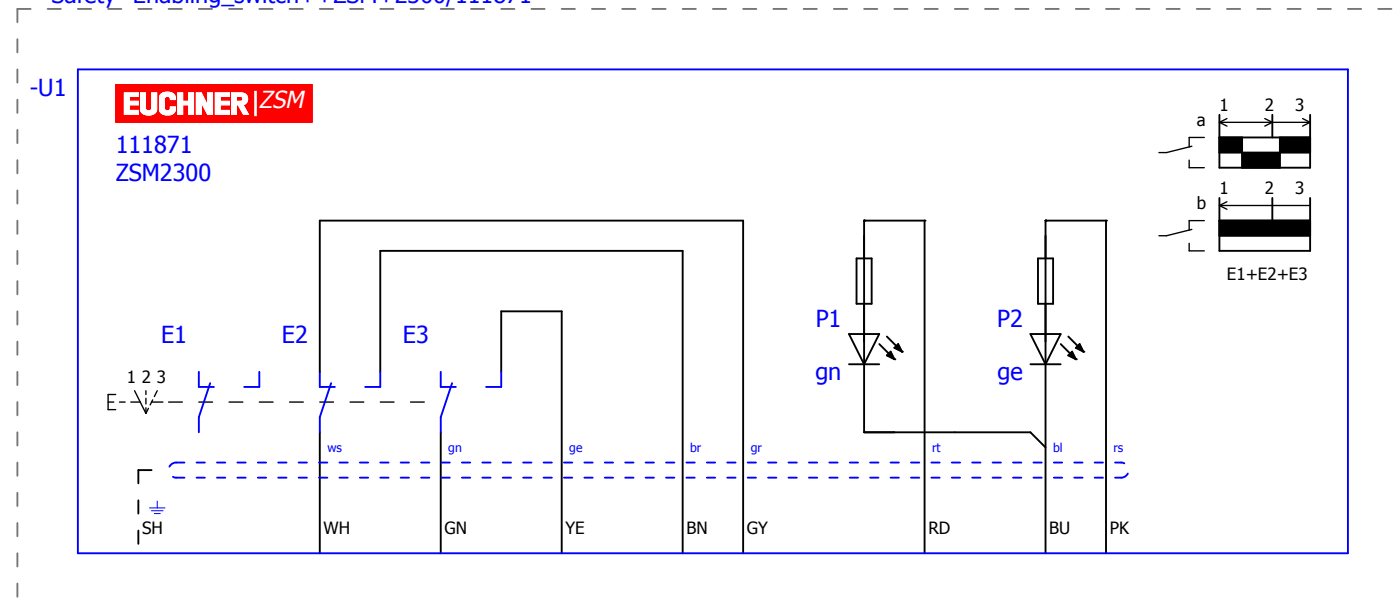 -U1
EUCHNER ZSM
111871
ZSM2300
1 2 3
a
1 2 3
b
E1+E2+E3
E1 E2 E3
P1 P2
gn ge
1 2 3
E
ws gn ge br gr rt bl rs
SH WH GN YE BN GY RD BU PK